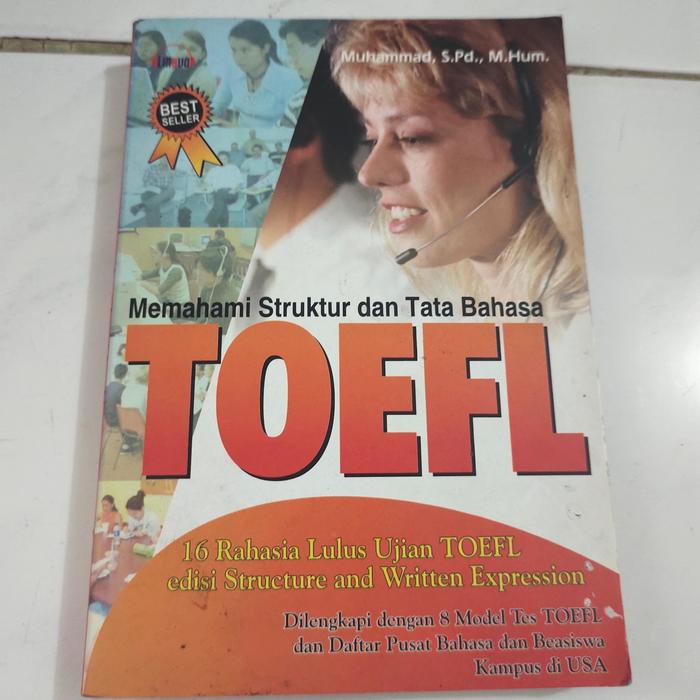 Lingua
BEST
SELLER
Muhammad, S.Pd., M.Hum.
Memahami Struktur dan Tata Bahasa
TOEFL
16 Rahasia Lulus Ujian TOEFL
edisi Structure and Written Expression
Dilengkapi dengan 8 Model Tes TOEFL
dan Daftar Pusat Bahasa dan Beasiswa
Kampus di USA